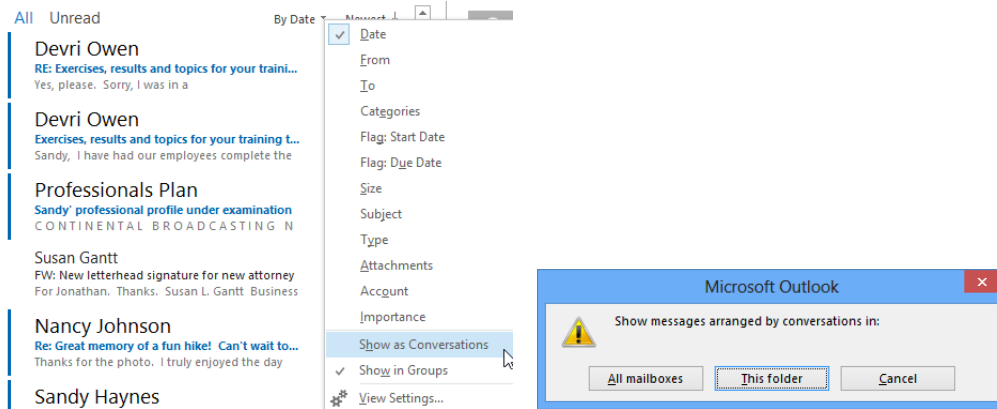 All Unread By Date Newest
Devri Owen
RE: Exercises, results and topics for your traini...
Yes, please. Sorry, I was in a
Devri Owen
Exercises, results and topics for your training t...
Sandy, I have had our employees complete the
Professionals Plan
Sandy' professional profile under examination
CONTINENTAL BROADCASTING N
Susan Gantt
FW: New letterhead signature for new attorney
For Jonathan. Thanks. Susan L. Gantt Business
Nancy Johnson
Re: Great memory of a fun hike! Can't wait to...
Thanks for the photo. I truly enjoyed the day
Sandy Haynes
Date
From
To
Categories
Flag: Start Date
Flag: Due Date
Size
Subject
Type
Attachments
Account
Importance
Show as Conversations
Show in Groups
View Settings...
Microsoft Outlook
Show messages arranged by conversations in:
All mailboxes This folder Cancel